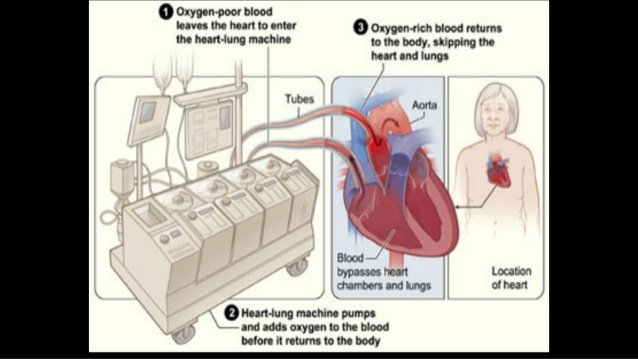 1 Oxygen-poor blood
leaves the heart to enter
the heart-lung machine
3 Oxygen-rich blood returns
to the body, skipping the
heart and lungs
Tubes
Aorta
Blood
bypasses heart
chambers and lungs
Location
of heart
2 Heart-lung machine pumps
and adds oxygen to the blood
before it returns to the body